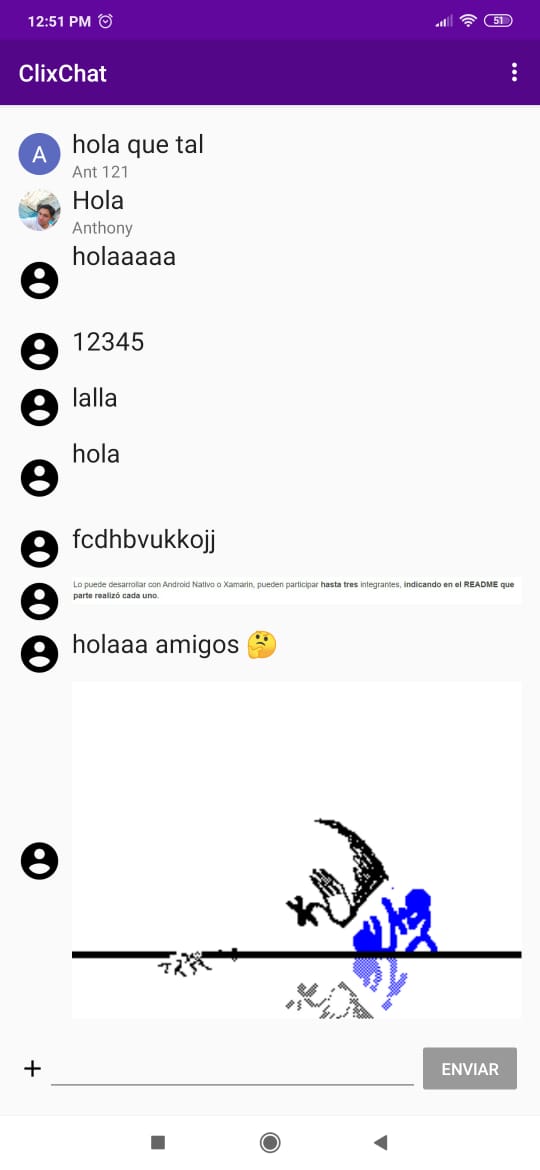 12:51 PM
51
ClixChat
A
hola que tal
Ant 121
Hola
Anthony
holaaaaa
12345
lalla
hola
fcdhbvukkojj
Lo puede desarrollar con Android Nativo o Xamarin, pueden participar hasta tres integrantes, indicando en el README que
parte realizó cada uno.
holaaa amigos 🤔
+
ENVIAR